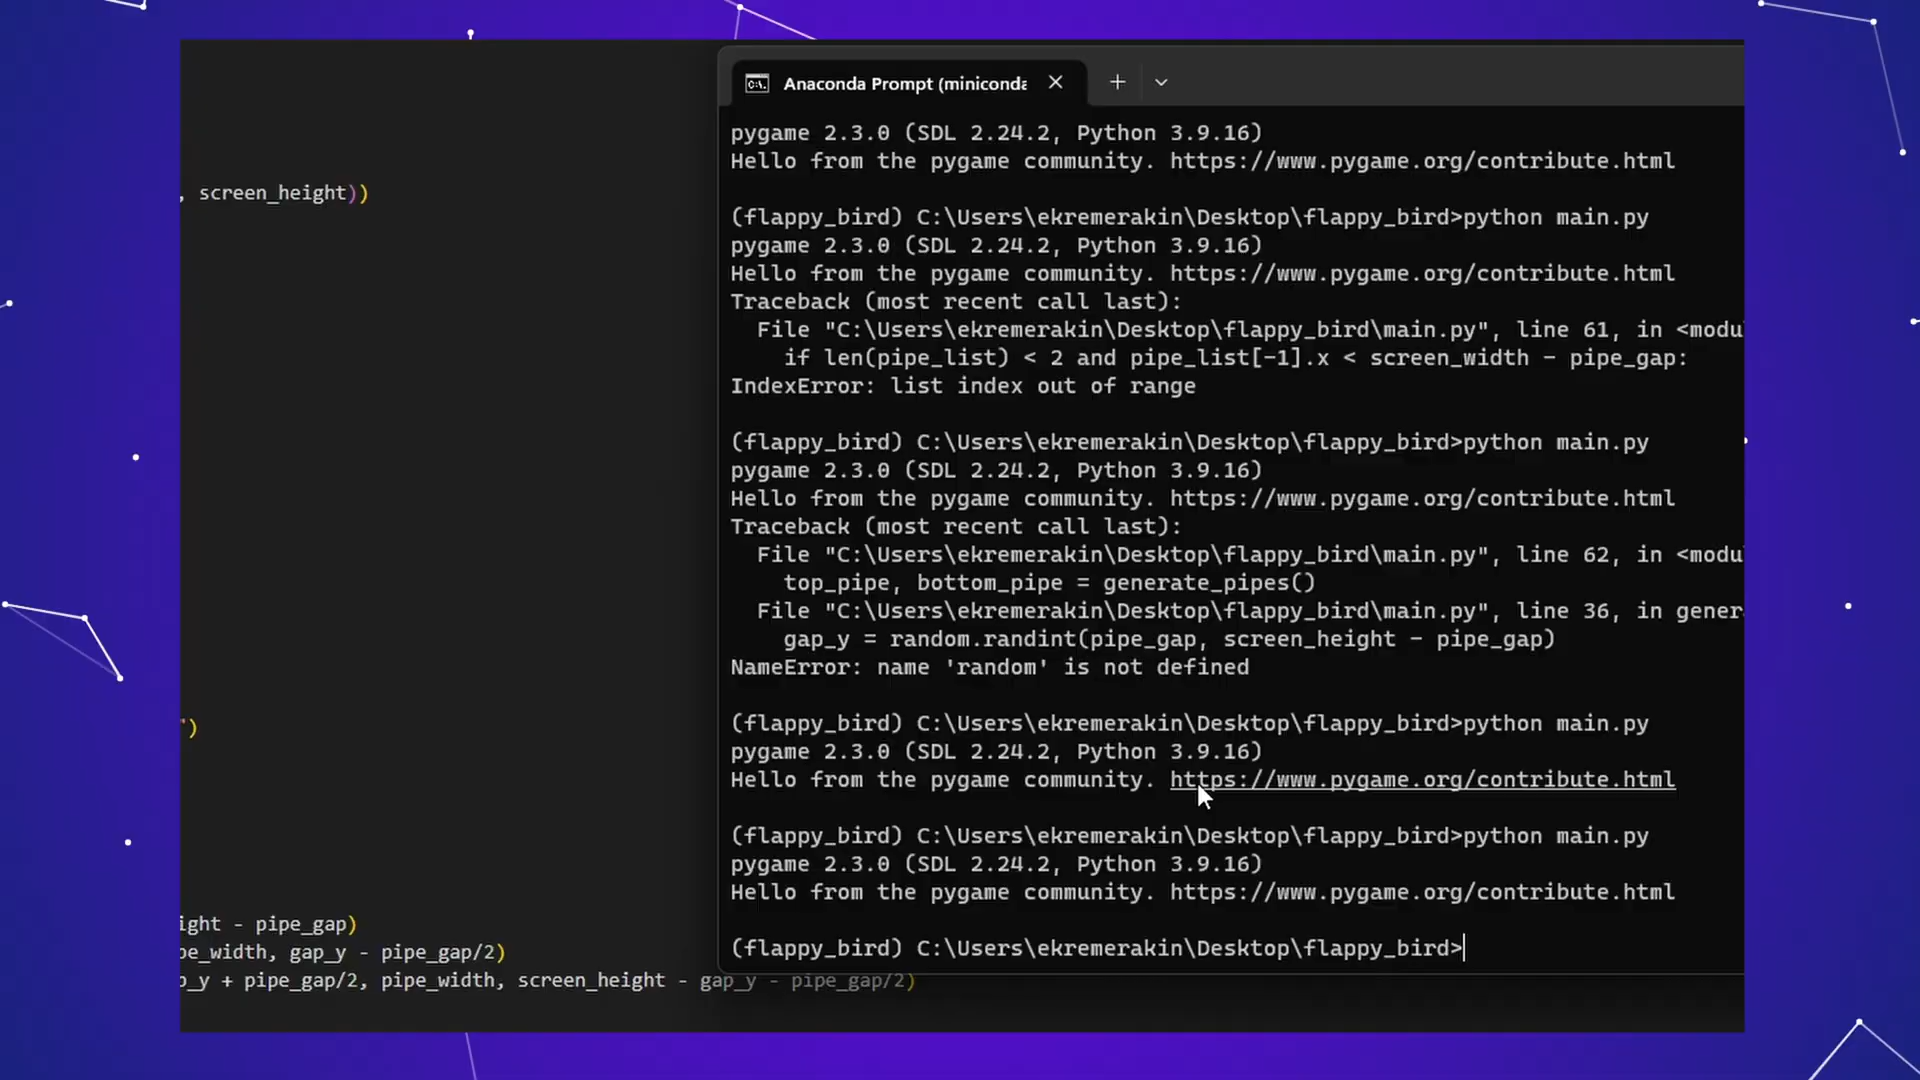 Anaconda Prompt (miniconda
pygame 2.3.0 (SDL 2.24.2, Python 3.9.16)
Hello from the pygame community. https://www.pygame.org/contribute.html
, screen_height))
(flappy_bird) C:\Users\ekremerakin\Desktop\flappy_bird>python main.py
pygame 2.3.0 (SDL 2.24.2, Python 3.9.16)
Hello from the pygame community. https://www.pygame.org/contribute.html
Traceback (most recent call last):
File "C:\Users\ekremerakin\Desktop\flappy_bird\main.py", line 61, in <modu
if len(pipe_list) < 2 and pipe_list[-1].x < screen_width - pipe_gap:
IndexError: list index out of range
(flappy_bird) C:\Users\ekremerakin\Desktop\flappy_bird>python main.py
pygame 2.3.0 (SDL 2.24.2, Python 3.9.16)
Hello from the pygame community. https://www.pygame.org/contribute.html
Traceback (most recent call last):
File "C:\Users\ekremerakin\Desktop\flappy_bird\main.py", line 62, in <modu
top_pipe, bottom_pipe = generate_pipes()
File "C:\Users\ekremerakin\Desktop\flappy_bird\main.py", line 36, in gener
gap_y = random.randint(pipe_gap, screen_height - pipe_gap)
NameError: name 'random' is not defined
(flappy_bird) C:\Users\ekremerakin\Desktop\flappy_bird>python main.py
")
pygame 2.3.0 (SDL 2.24.2, Python 3.9.16)
Hello from the pygame community. https://www.pygame.org/contribute.html
(flappy_bird) C:\Users\ekremerakin\Desktop\flappy_bird>python main.py
pygame 2.3.0 (SDL 2.24.2, Python 3.9.16)
Hello from the pygame community. https://www.pygame.org/contribute.html
(flappy_bird) C:\Users\ekremerakin\Desktop\flappy_bird>
ight - pipe_gap)
pe_width, gap_y - pipe_gap/2)
p_y + pipe_gap/2, pipe_width, screen_height - gap_y - pipe_gap/2)